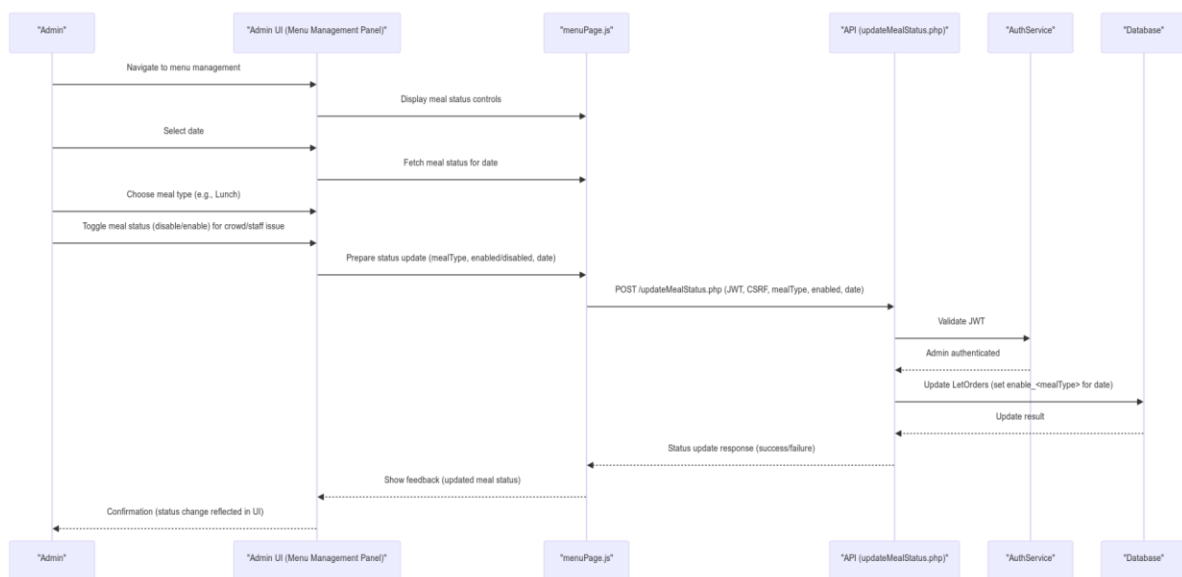 "Admin"
"Admin UI (Menu Management Panel)"
"menuPage.js"
"API (updateMealStatus.php)"
"AuthService"
"Database"
Navigate to menu management
Display meal status controls
Select date
Fetch meal status for date
Choose meal type (e.g., Lunch)
Toggle meal status (disable/enable) for crowd/staff issue
Prepare status update (mealType, enabled/disabled, date)
POST /updateMealStatus.php (JWT, CSRF, mealType, enabled, date)
Validate JWT
Admin authenticated
Update LetOrders (set enable_<mealType> for date)
Update result
Status update response (success/failure)
Show feedback (updated meal status)
Confirmation (status change reflected in UI)
"Admin"
"Admin UI (Menu Management Panel)"
"menuPage.js"
"API (updateMealStatus.php)"
"AuthService"
"Database"